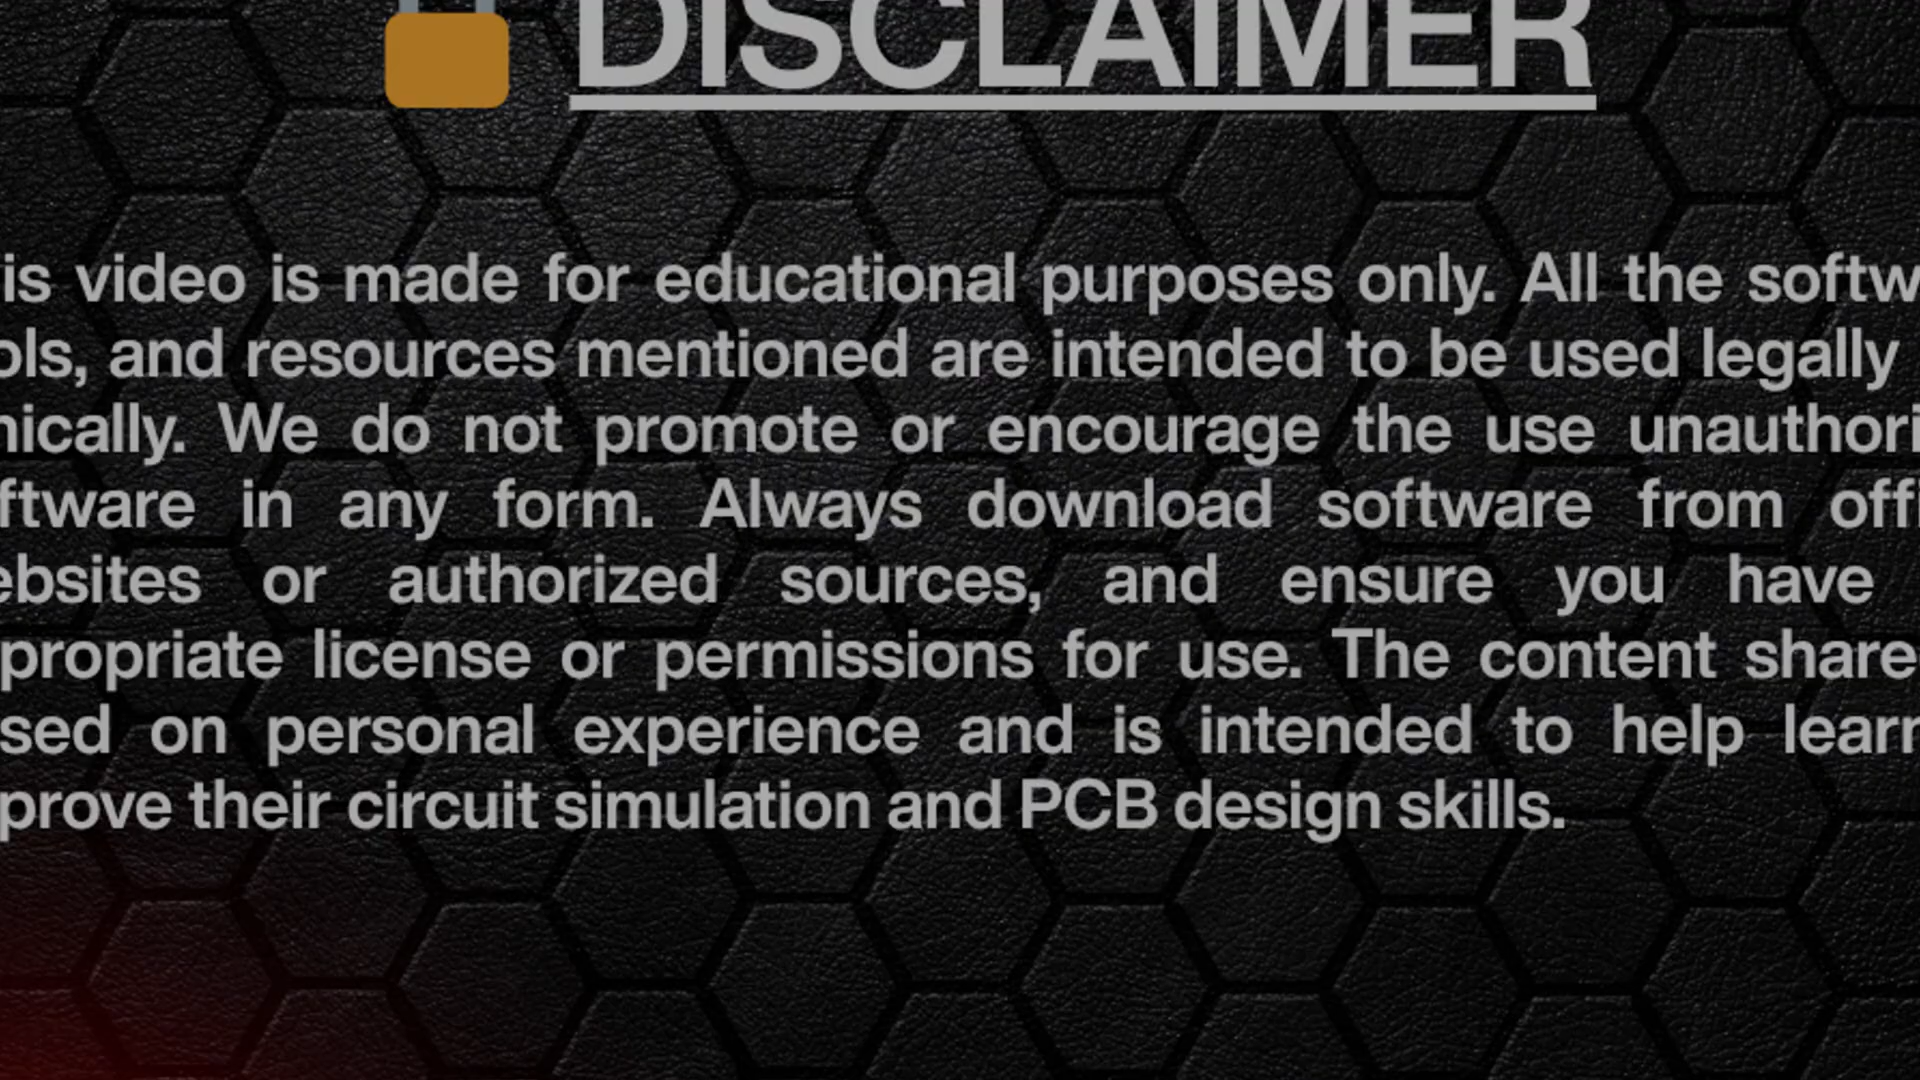 DISCLAIMER
is video is made for educational purposes only. All the softw
ols, and resources mentioned are intended to be used legally
ically. We do not promote or encourage the use unauthori
ftware in any form. Always download software from offi
ebsites or authorized sources, and ensure you have
propriate license or permissions for use. The content share
sed on personal experience and is intended to help learn
prove their circuit simulation and PCB design skills.